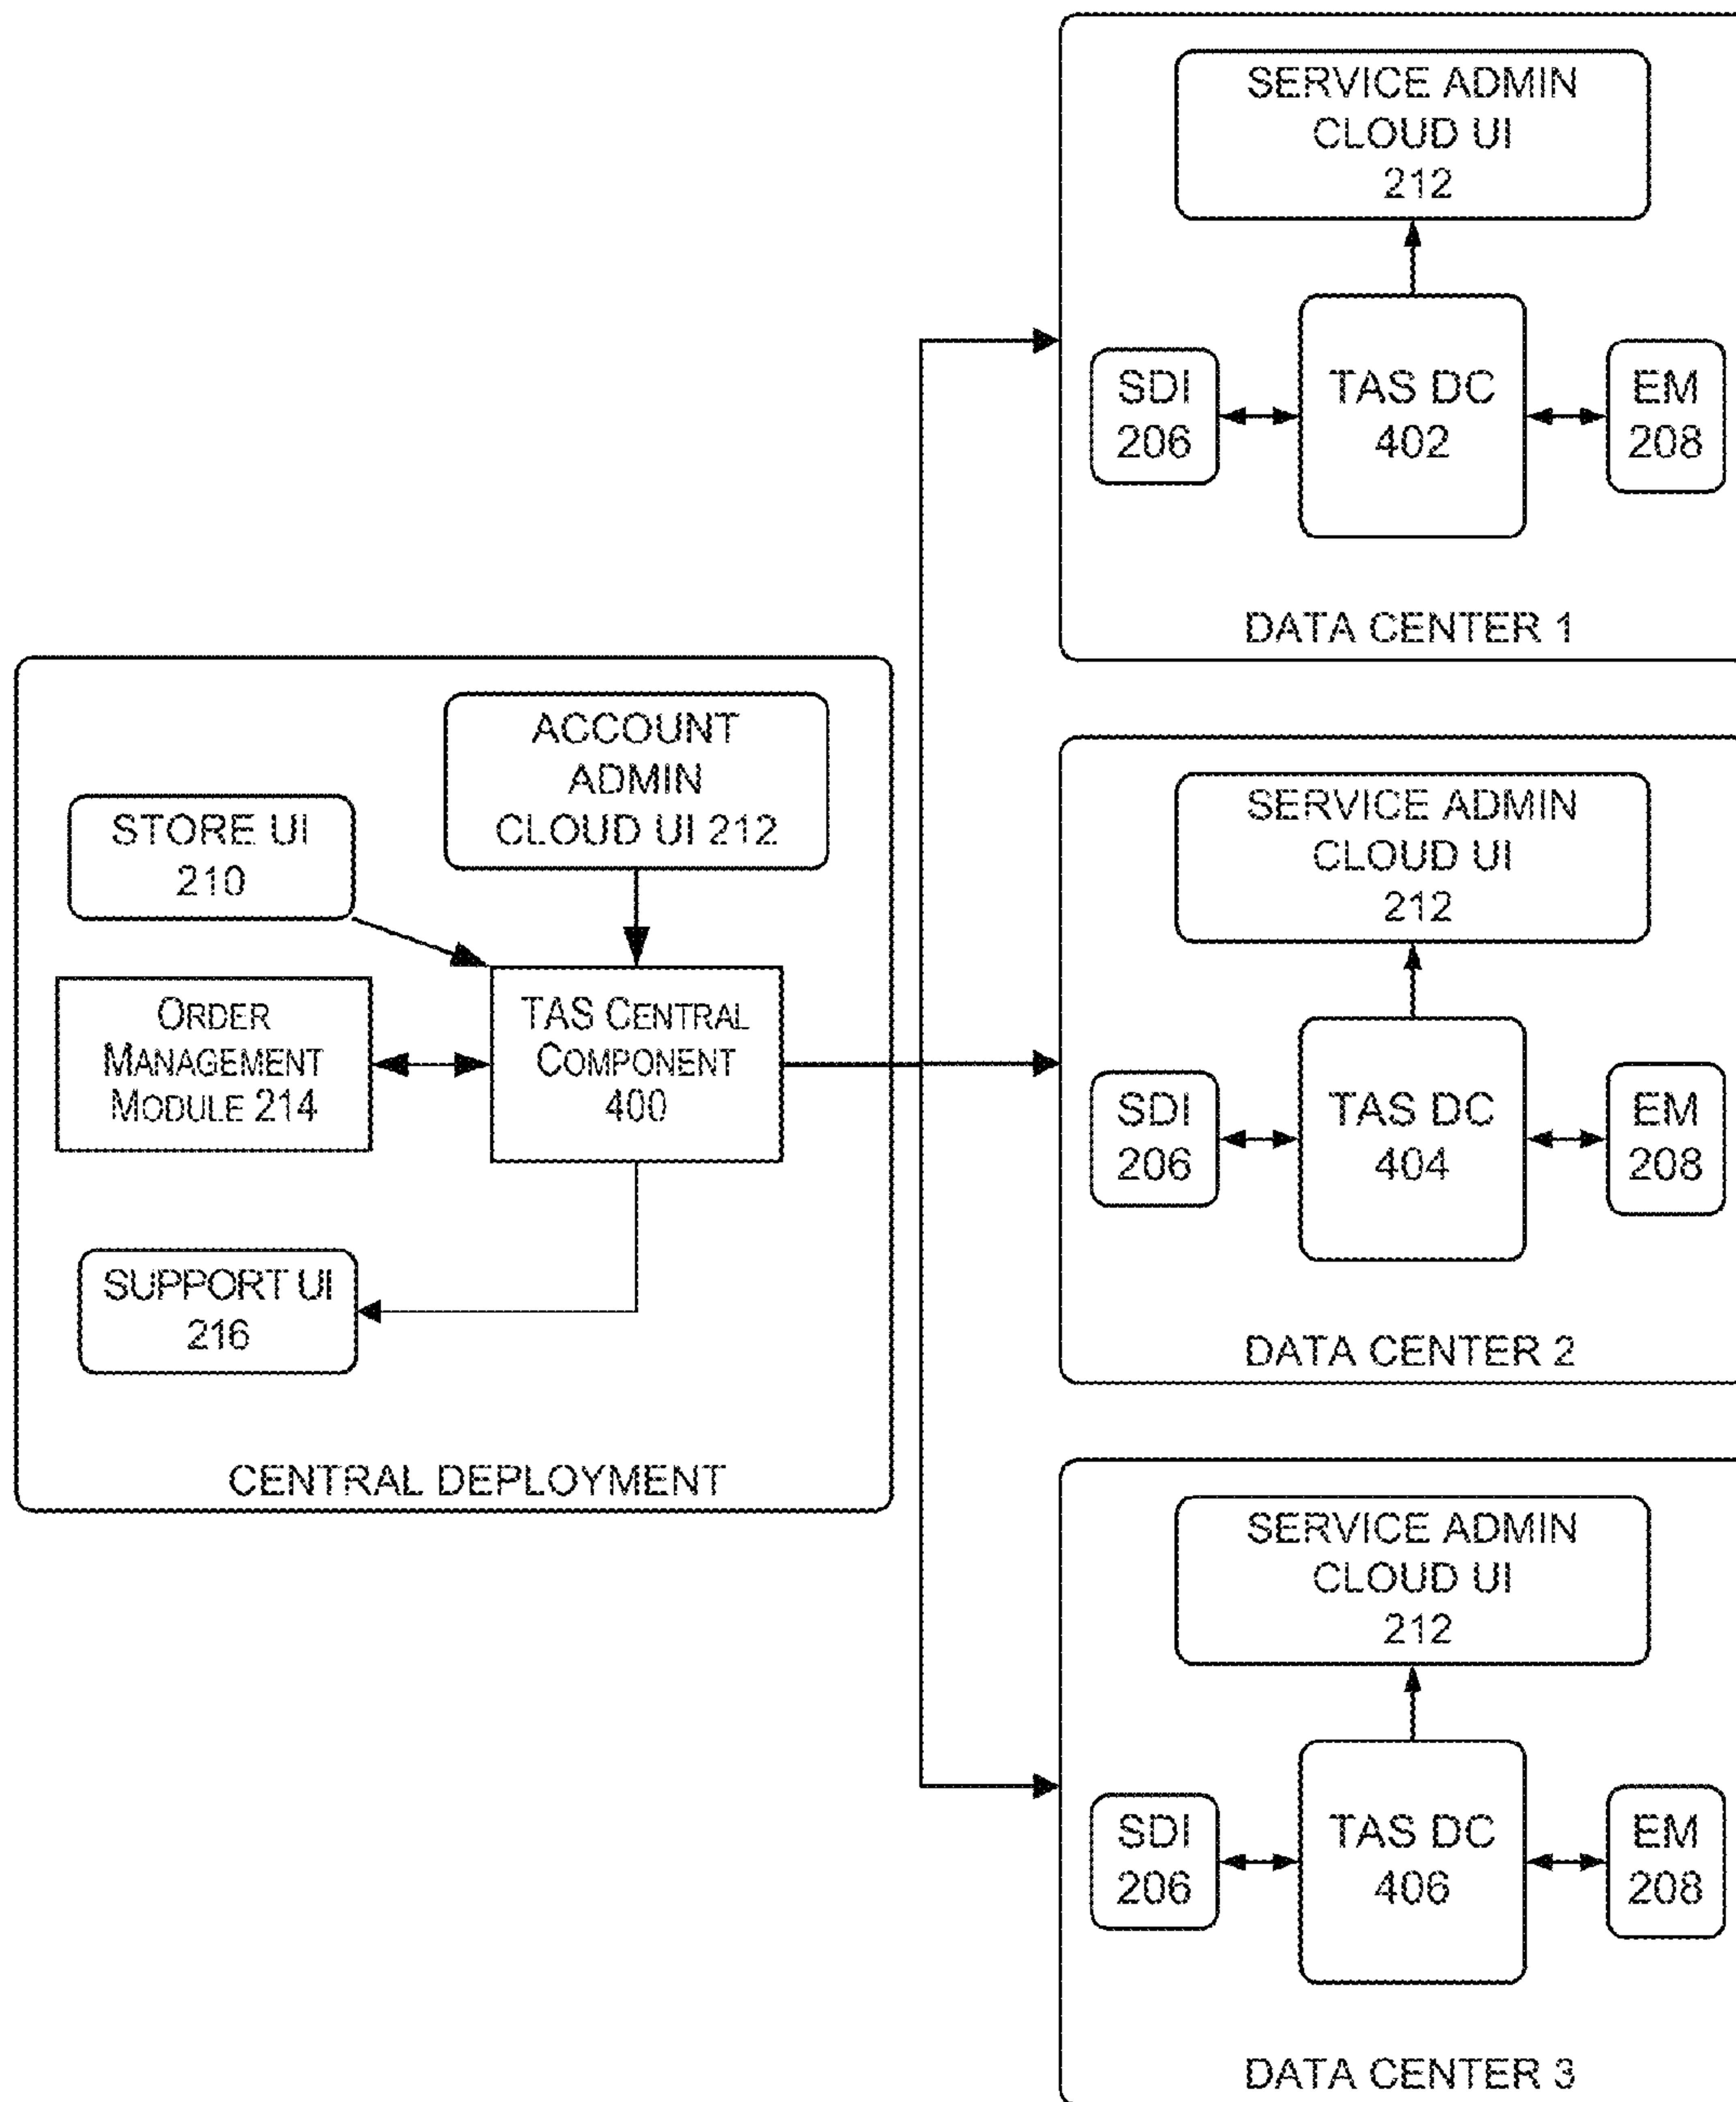 SERVICE ADMIN
CLOUD UI
212
SDI
206
TAS DC
402
EM
208
DATA CENTER 1
ACCOUNT
ADMIN
CLOUD UI 212
STORE UI
210
ORDER
MANAGEMENT
MODULE 214
TAS CENTRAL
COMPONENT
400
SUPPORT UI
216
CENTRAL DEPLOYMENT
SERVICE ADMIN
CLOUD UI
212
SDI
206
TAS DC
404
EM
208
DATA CENTER 2
SERVICE ADMIN
CLOUD UI
212
SDI
206
TAS DC
406
EM
208
DATA CENTER 3